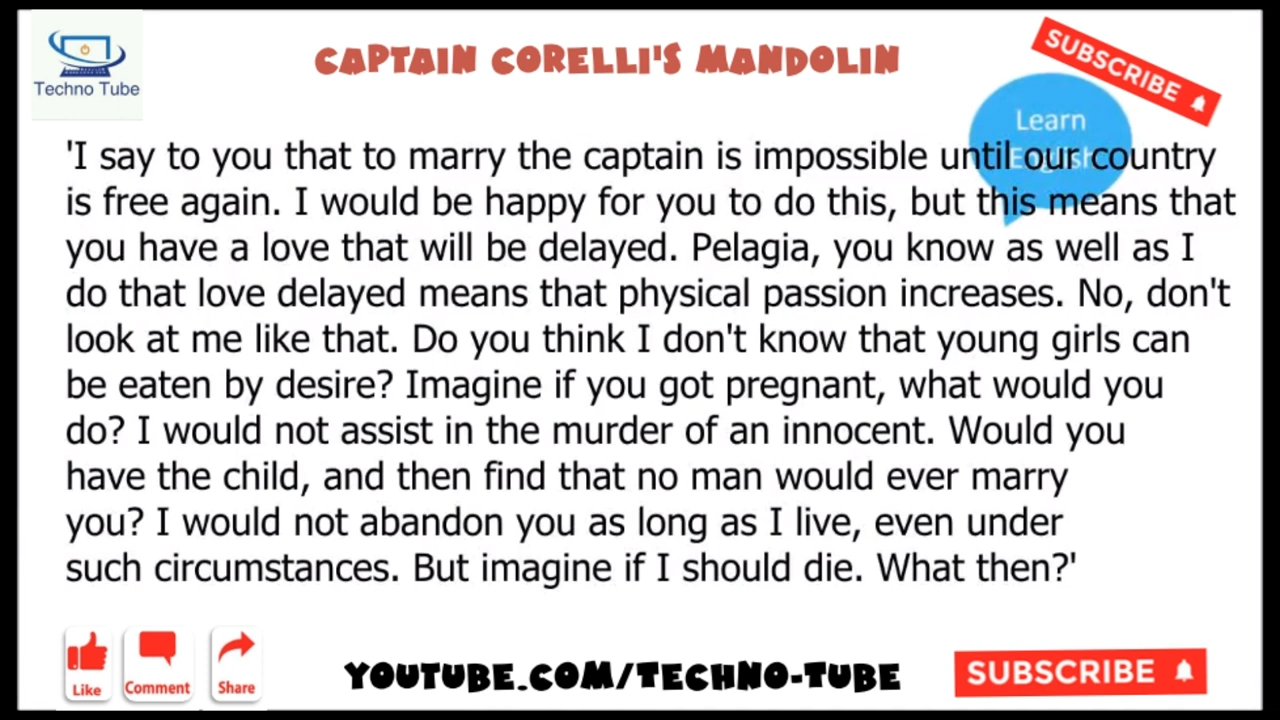 Techno Tube
CAPTAIN CORELLI'S MANDOLIN
SUBSCRIBE
Learn
English
'I say to you that to marry the captain is impossible until our country
is free again. I would be happy for you to do this, but this means that
you have a love that will be delayed. Pelagia, you know as well as I
do that love delayed means that physical passion increases. No, don't
look at me like that. Do you think I don't know that young girls can
be eaten by desire? Imagine if you got pregnant, what would you
do? I would not assist in the murder of an innocent. Would you
have the child, and then find that no man would ever marry
you? I would not abandon you as long as I live, even under
such circumstances. But imagine if I should die. What then?'
Like
Comment
Share
YOUTUBE.COM/TECHNO-TUBE
SUBSCRIBE